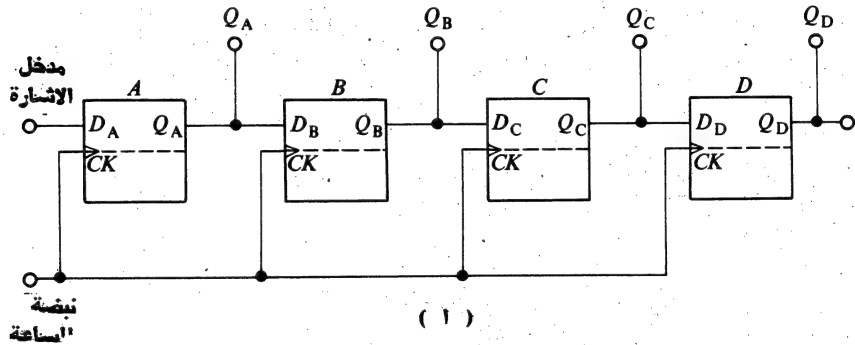 Q_A Q_B Q_C Q_D
مدخل
الاشارة
A B C D
D_A Q_A D_B Q_B D_C Q_C D_D Q_D
CK CK CK CK
نبضة
الساعة
( ١ )